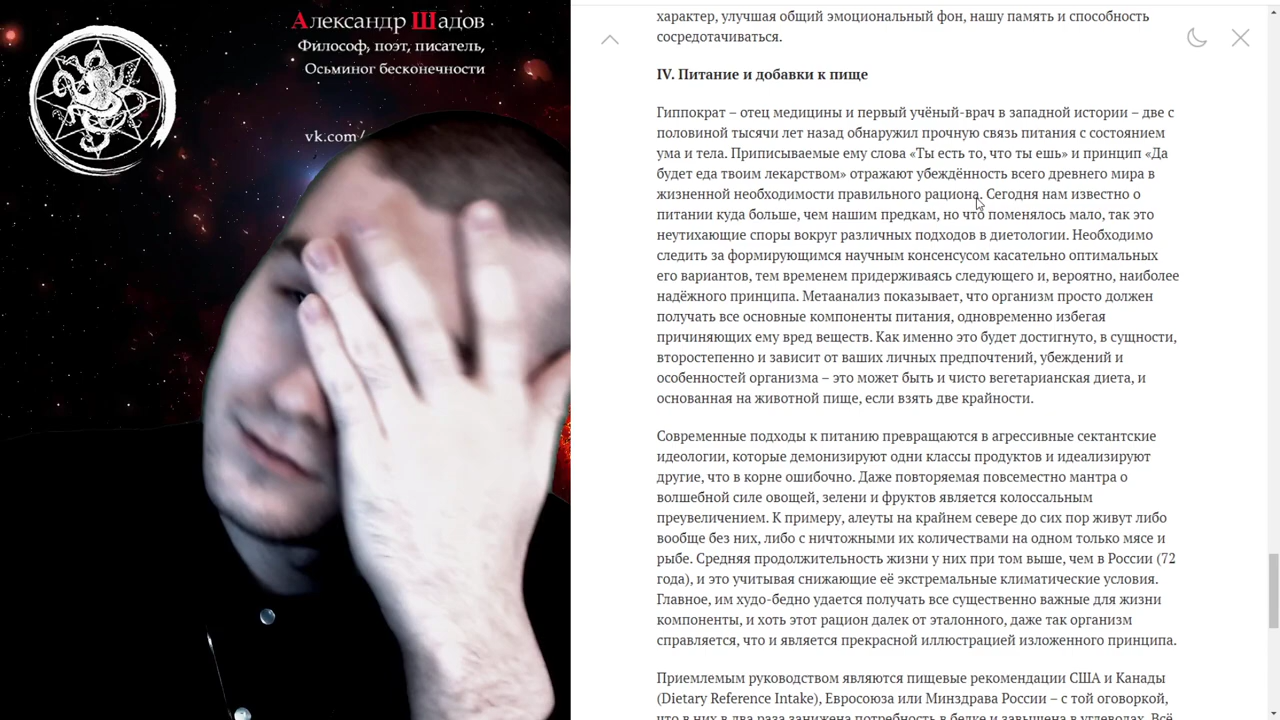 Александр Шадов
Философ, поэт, писатель,
Осьминог бесконечности
vk.com/
характер, улучшая общий эмоциональный фон, нашу память и способность
сосредотачиваться.
IV. Питание и добавки к пище
Гиппократ – отец медицины и первый учёный-врач в западной истории – две с
половиной тысячи лет назад обнаружил прочную связь питания с состоянием
ума и тела. Приписываемые ему слова «Ты есть то, что ты ешь» и принцип «Да
будет еда твоим лекарством» отражают убеждённость всего древнего мира в
жизненной необходимости правильного рациона. Сегодня нам известно о
питании куда больше, чем нашим предкам, но что поменялось мало, так это
неутихающие споры вокруг различных подходов в диетологии. Необходимо
следить за формирующимся научным консенсусом касательно оптимальных
его вариантов, тем временем придерживаясь следующего и, вероятно, наиболее
надёжного принципа. Метаанализ показывает, что организм просто должен
получать все основные компоненты питания, одновременно избегая
причиняющих ему вред веществ. Как именно это будет достигнуто, в сущности,
второстепенно и зависит от ваших личных предпочтений, убеждений и
особенностей организма – это может быть и чисто вегетарианская диета, и
основанная на животной пище, если взять две крайности.
Современные подходы к питанию превращаются в агрессивные сектантские
идеологии, которые демонизируют одни классы продуктов и идеализируют
другие, что в корне ошибочно. Даже повторяемая повсеместно мантра о
волшебной силе овощей, зелени и фруктов является колоссальным
преувеличением. К примеру, алеуты на крайнем севере до сих пор живут либо
вообще без них, либо с ничтожными их количествами на одном только мясе и
рыбе. Средняя продолжительность жизни у них при том выше, чем в России (72
года), и это учитывая снижающие её экстремальные климатические условия.
Главное, им худо-бедно удается получать все существенно важные для жизни
компоненты, и хоть этот рацион далек от эталонного, даже так организм
справляется, что и является прекрасной иллюстрацией изложенного принципа.
Приемлемым руководством являются пищевые рекомендации США и Канады
(Dietary Reference Intake), Евросоюза или Минздрава России – с той оговоркой,
что в них в два раза занижена потребность в белке и завышена в углеводах. Всё